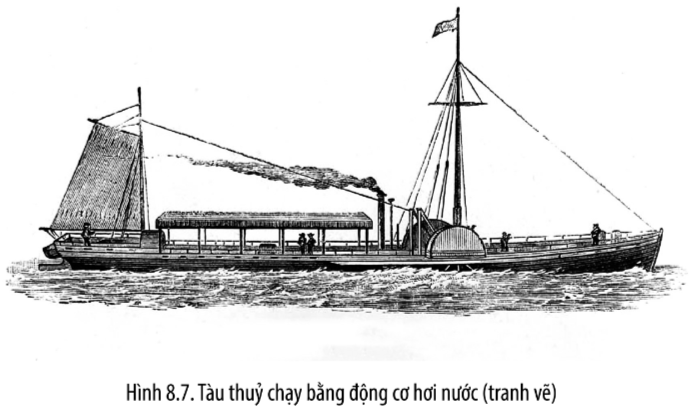 Hình 8.7. Tàu thuỷ chạy bằng động cơ hơi nước (tranh vẽ)